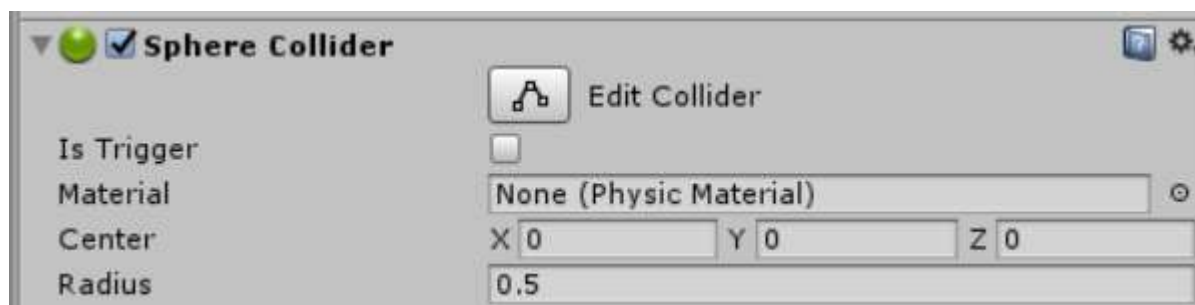 Sphere Collider
Edit Collider
Is Trigger
Material None (Physic Material)
Center X 0 Y 0 Z 0
Radius 0.5